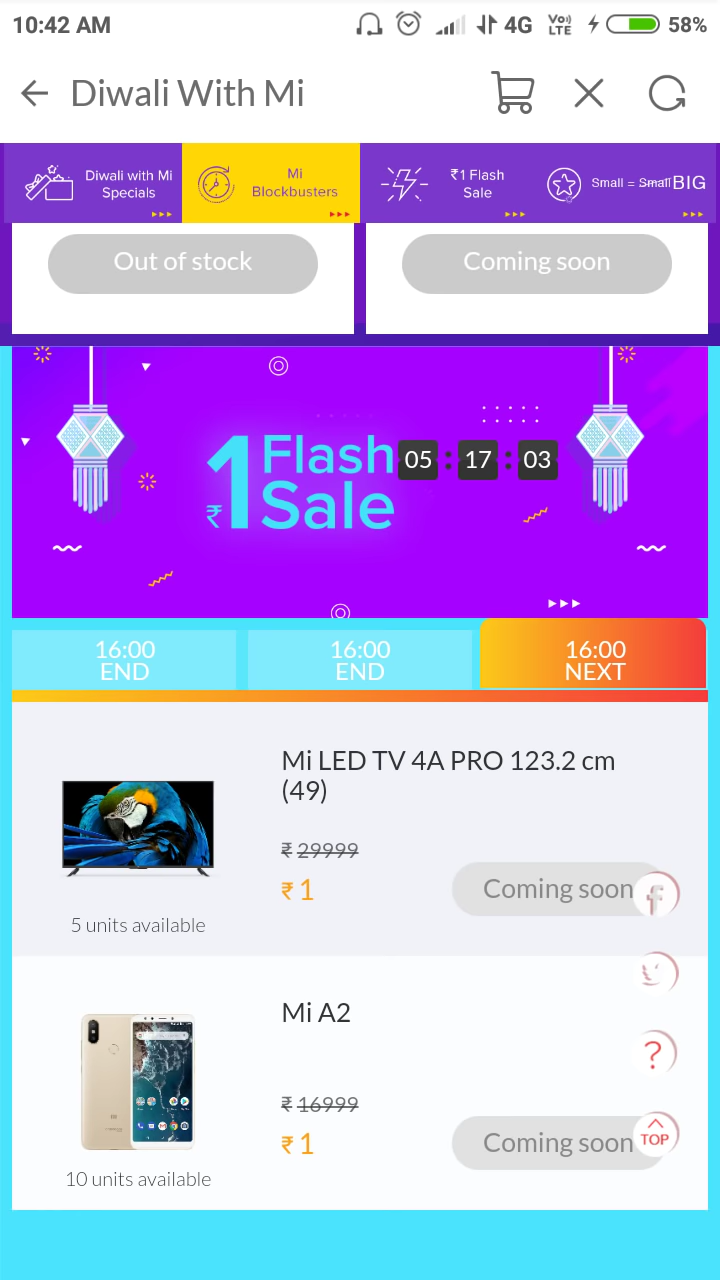 10:42 AM 4G Vo)) LTE 58%
Diwali With Mi
Diwali with Mi
Specials
Mi
Blockbusters
₹1 Flash
Sale
Small = Small BIG
Out of stock
Coming soon
₹1 Flash
Sale
05 : 17 : 03
16:00
END
16:00
END
16:00
NEXT
Mi LED TV 4A PRO 123.2 cm
(49)
₹ 29999
₹ 1
Coming soon
5 units available
Mi A2
₹ 16999
₹ 1
Coming soon
10 units available
f
?
TOP